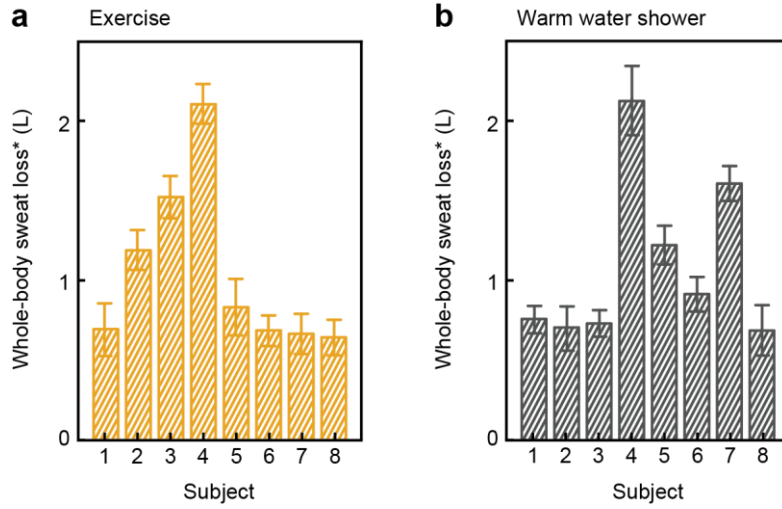 a Exercise
Whole-body sweat loss* (L)
2
1
0
1 2 3 4 5 6 7 8
Subject
b Warm water shower
Whole-body sweat loss* (L)
2
1
0
1 2 3 4 5 6 7 8
Subject